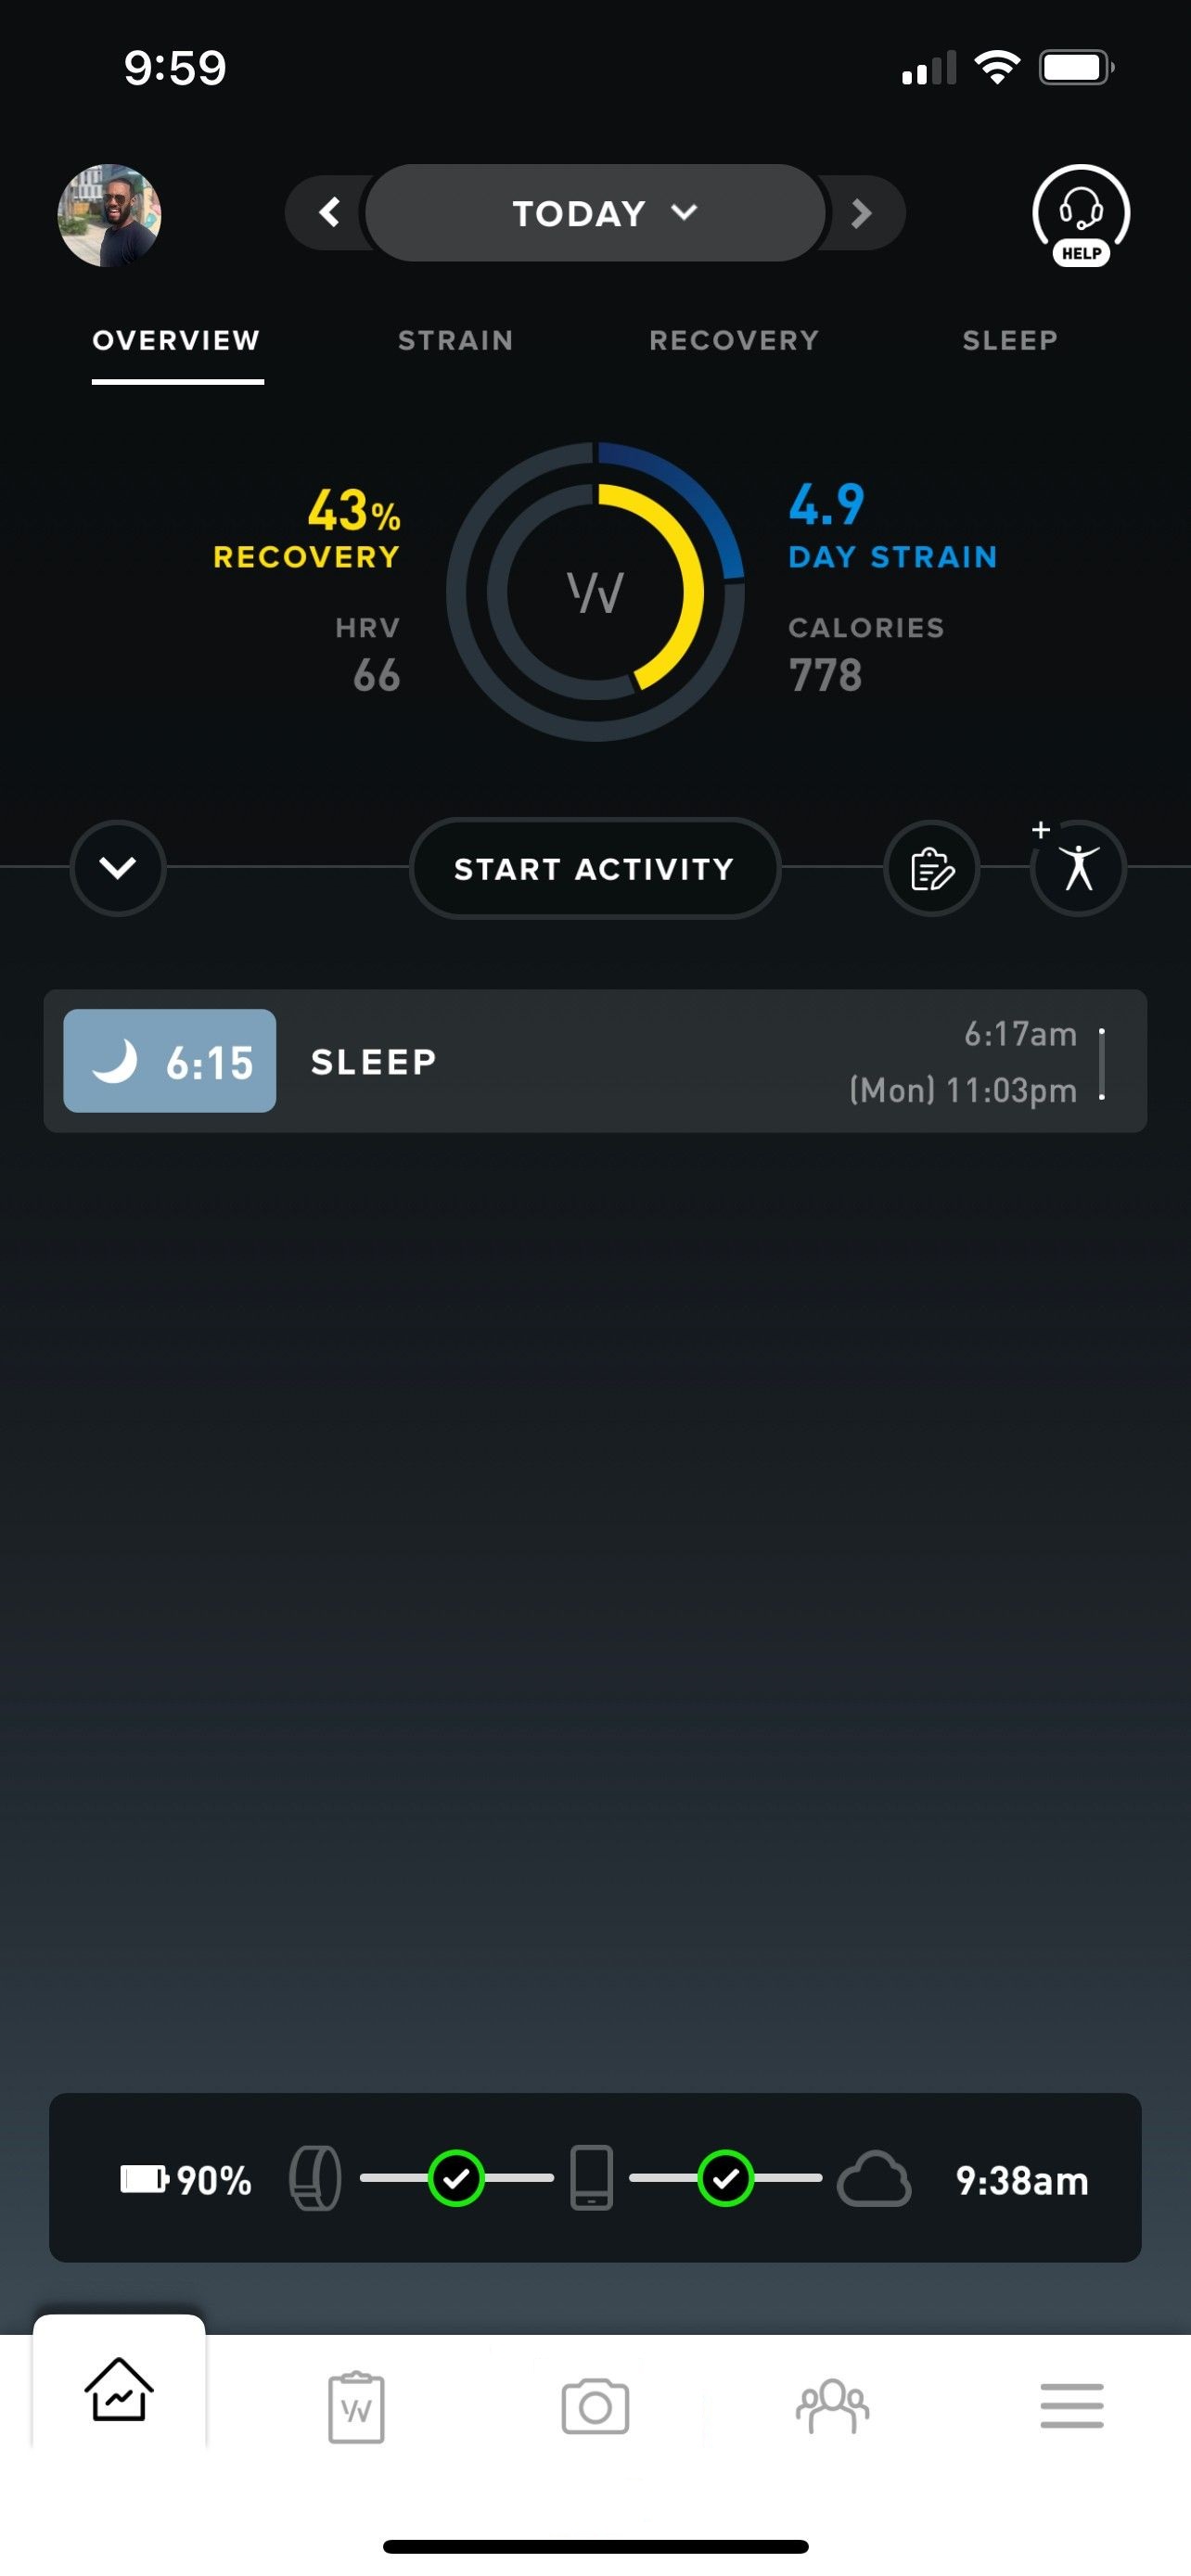 9:59
TODAY
HELP
OVERVIEW STRAIN RECOVERY SLEEP
43%
RECOVERY
HRV
66
4.9
DAY STRAIN
CALORIES
778
START ACTIVITY
6:15 SLEEP
6:17am
(Mon) 11:03pm
90% 9:38am